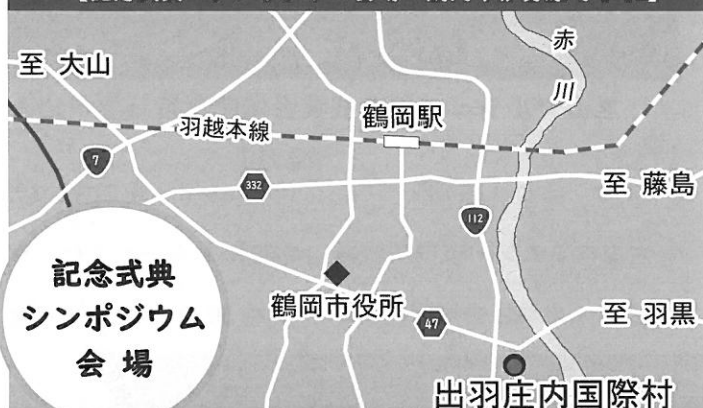 至 大山
赤川
鶴岡駅
羽越本線
7
332
至 藤島
112
記念式典
シンポジウム
会 場
鶴岡市役所
47
至 羽黒
出羽庄内国際村